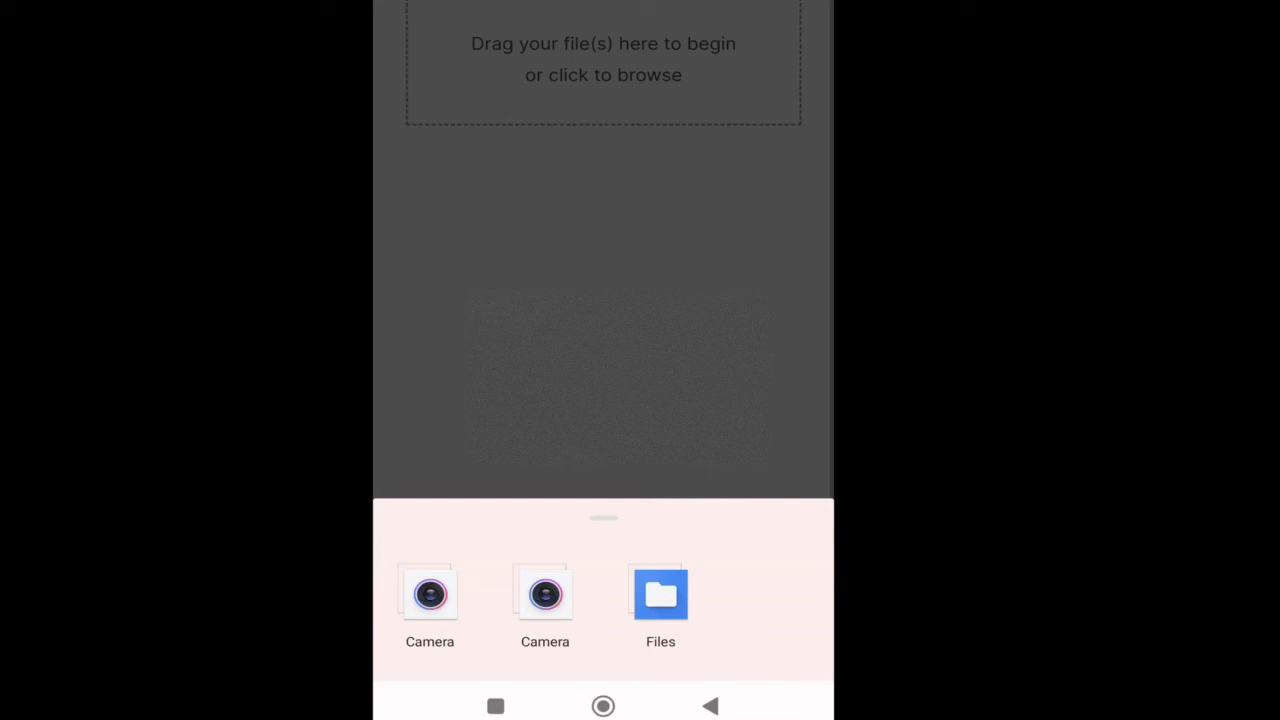 Drag your file(s) here to begin
or click to browse
Camera
Camera
Files